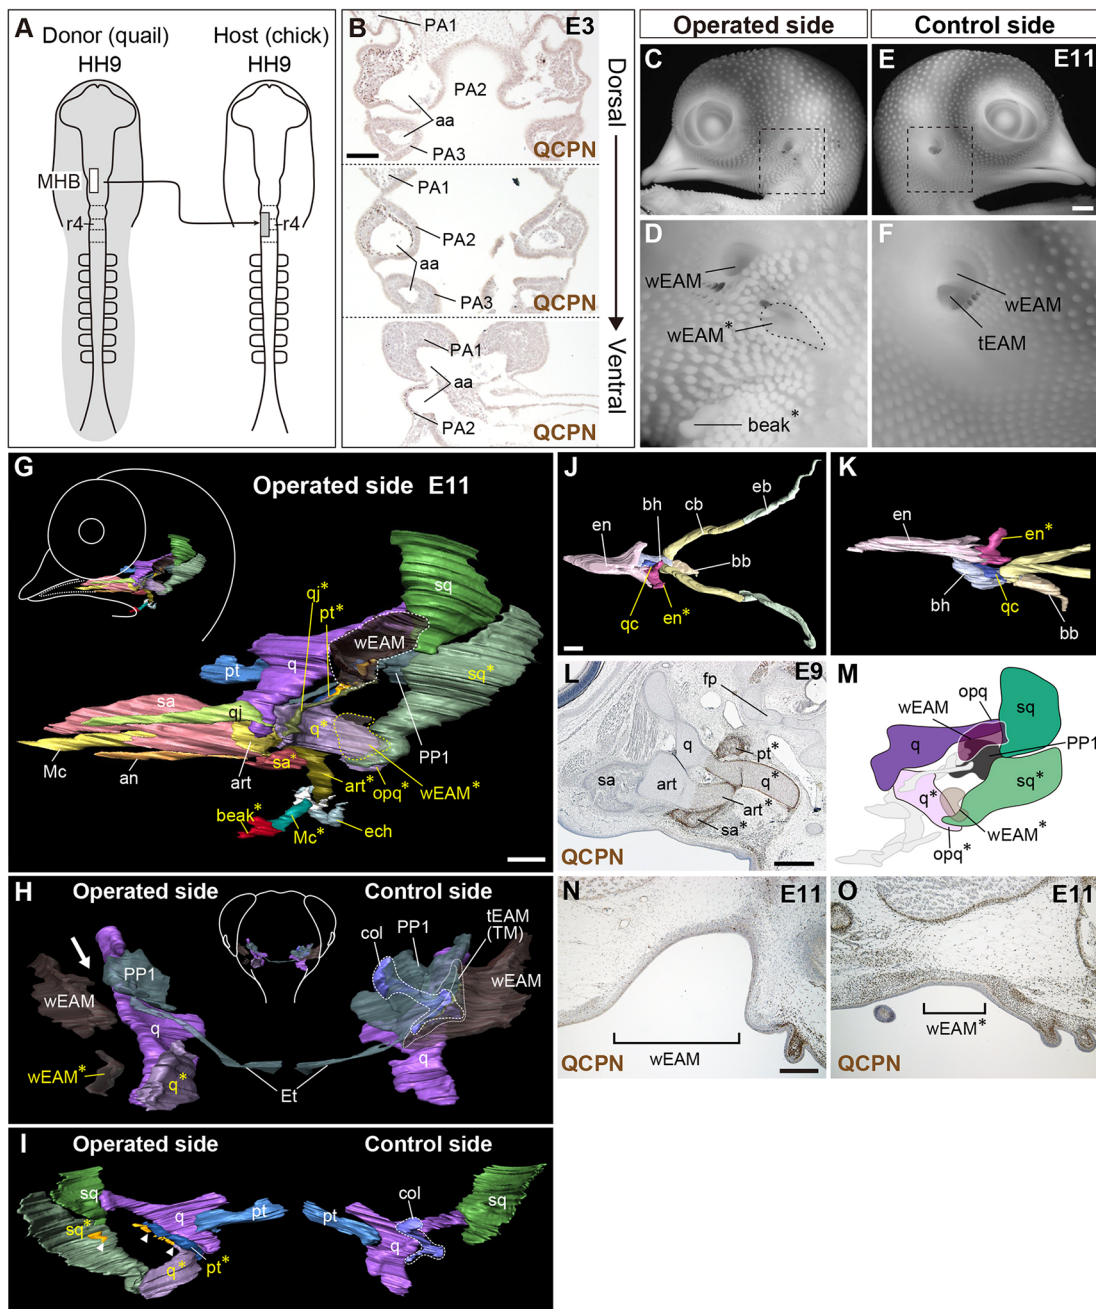 A
Donor (quail)
HH9
Host (chick)
HH9
MHB
r4
r4
B
E3
PA1
PA2
aa
PA3
QCPN
PA1
PA2
aa
PA3
QCPN
PA1
aa
PA2
QCPN
Dorsal
Ventral
Operated side
Control side
C
E
E11
D
wEAM
wEAM*
beak*
F
wEAM
tEAM
G
Operated side E11
sq
qj*
pt*
wEAM
pt
q
sq*
sa
qj
q*
PP1
Mc
an
art
sa*
art*
opq*
wEAM*
beak*
Mc*
ech
H
Operated side
Control side
PP1
wEAM
q
wEAM*
q*
Et
col
PP1
tEAM
(TM)
wEAM
q
I
Operated side
Control side
sq
q
pt
sq*
q*
pt*
pt
col
q
sq
J
en
bh
cb
eb
bb
qc
en*
K
en
en*
bh
qc
bb
L
E9
fp
q
pt*
sa
art
q*
art*
sa*
QCPN
M
opq
wEAM
sq
q
PP1
q*
sq*
wEAM*
opq*
N
E11
QCPN
wEAM
O
E11
wEAM*
QCPN